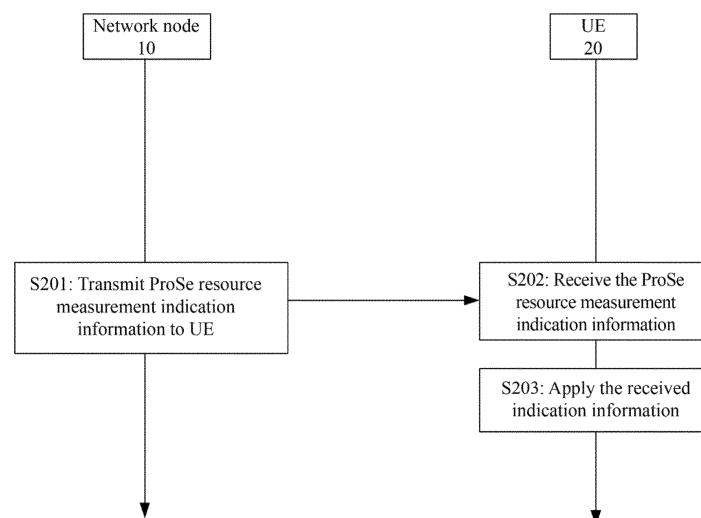 Network node
10
UE
20
S201: Transmit ProSe resource
measurement indication
information to UE
S202: Receive the ProSe
resource measurement
indication information
S203: Apply the received
indication information